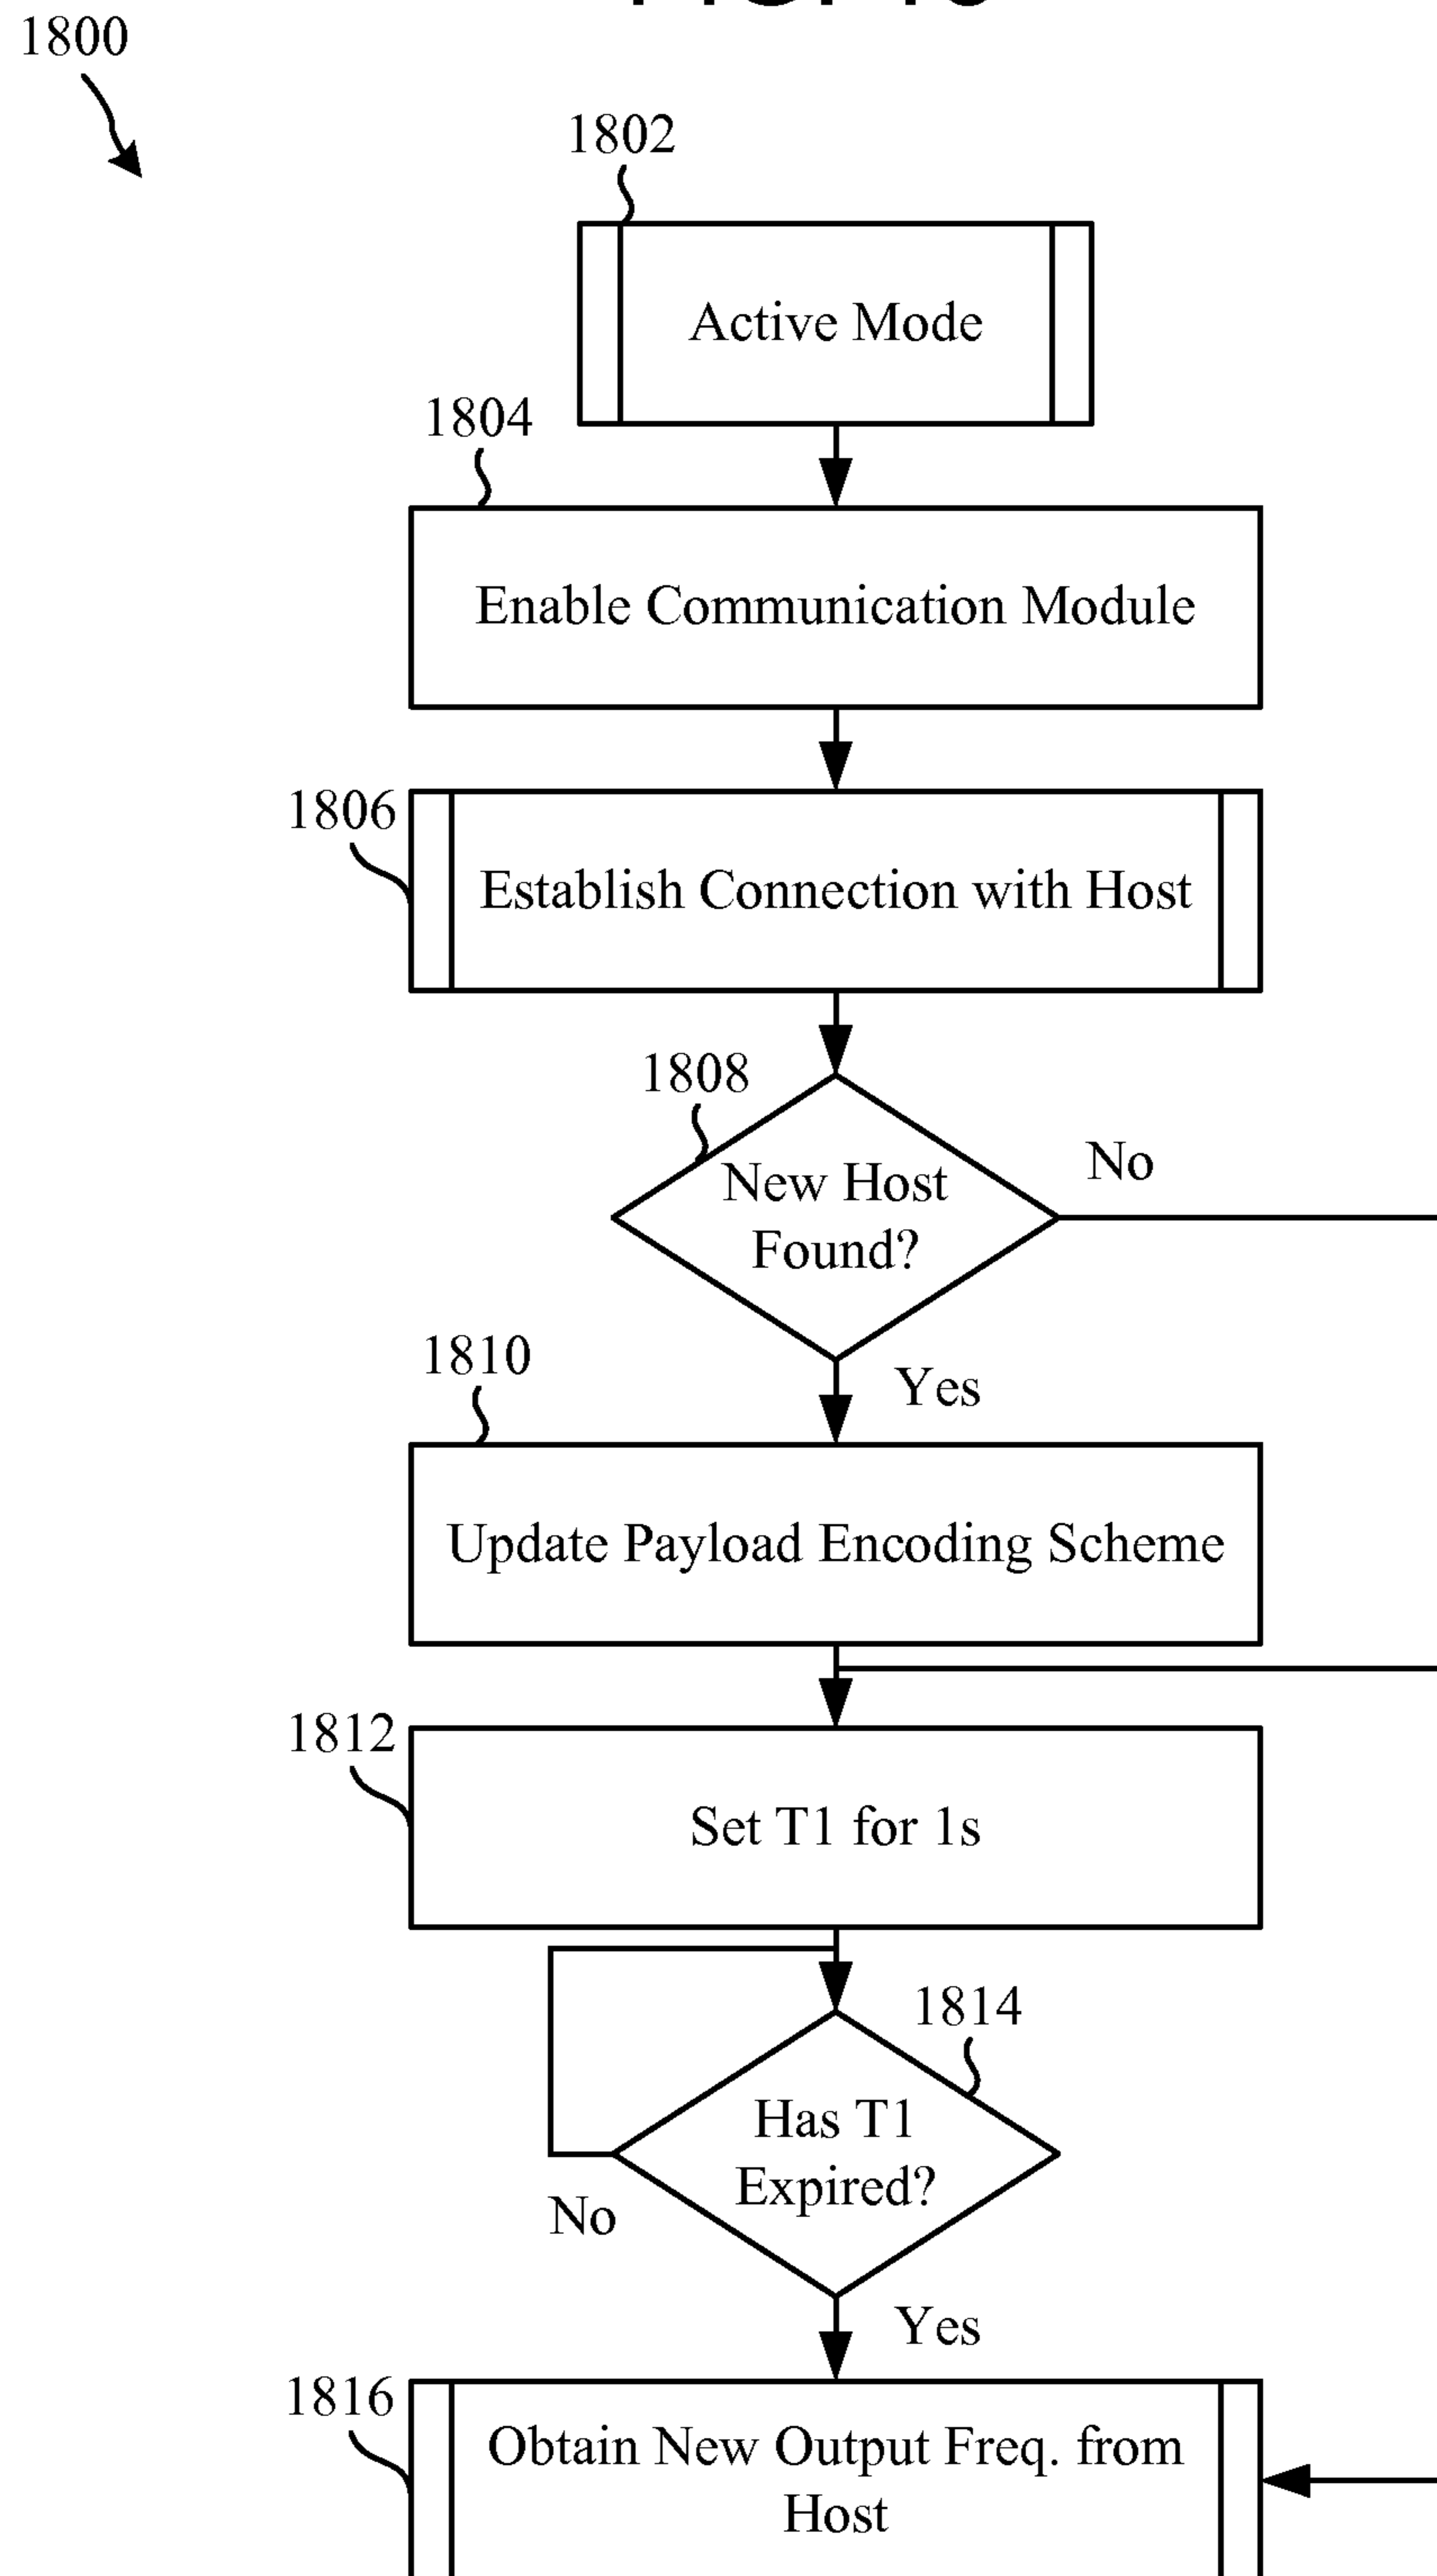 1800
1802
Active Mode
1804
Enable Communication Module
1806
Establish Connection with Host
1808
New Host
Found?
No
Yes
1810
Update Payload Encoding Scheme
1812
Set T1 for 1s
1814
Has T1
Expired?
No
Yes
1816
Obtain New Output Freq. from
Host